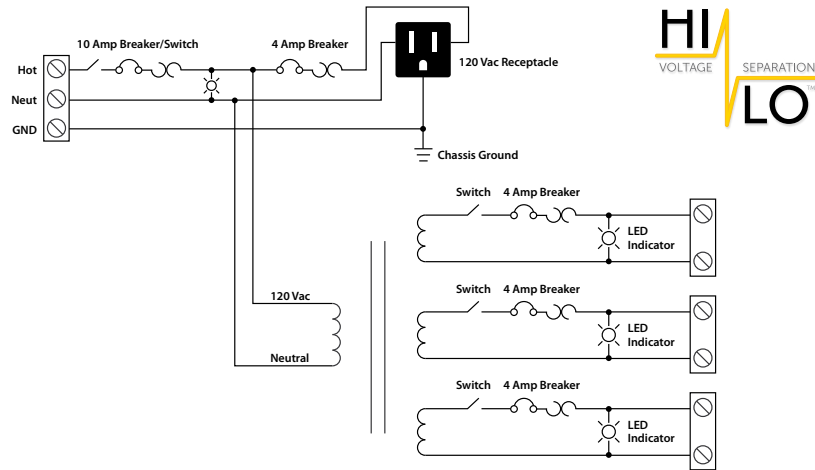 10 Amp Breaker/Switch
4 Amp Breaker
Hot
Neut
GND
120 Vac Receptacle
Chassis Ground
HI
VOLTAGE
SEPARATION
LO™
Switch 4 Amp Breaker
LED
Indicator
120 Vac
Neutral
Switch 4 Amp Breaker
LED
Indicator
Switch 4 Amp Breaker
LED
Indicator